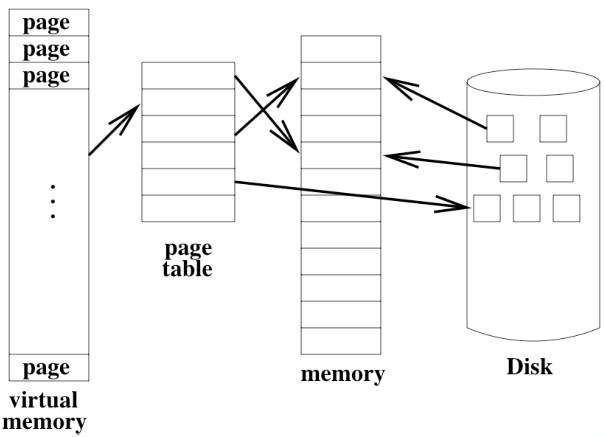 page
page
page
page
virtual
memory
page
table
memory
Disk